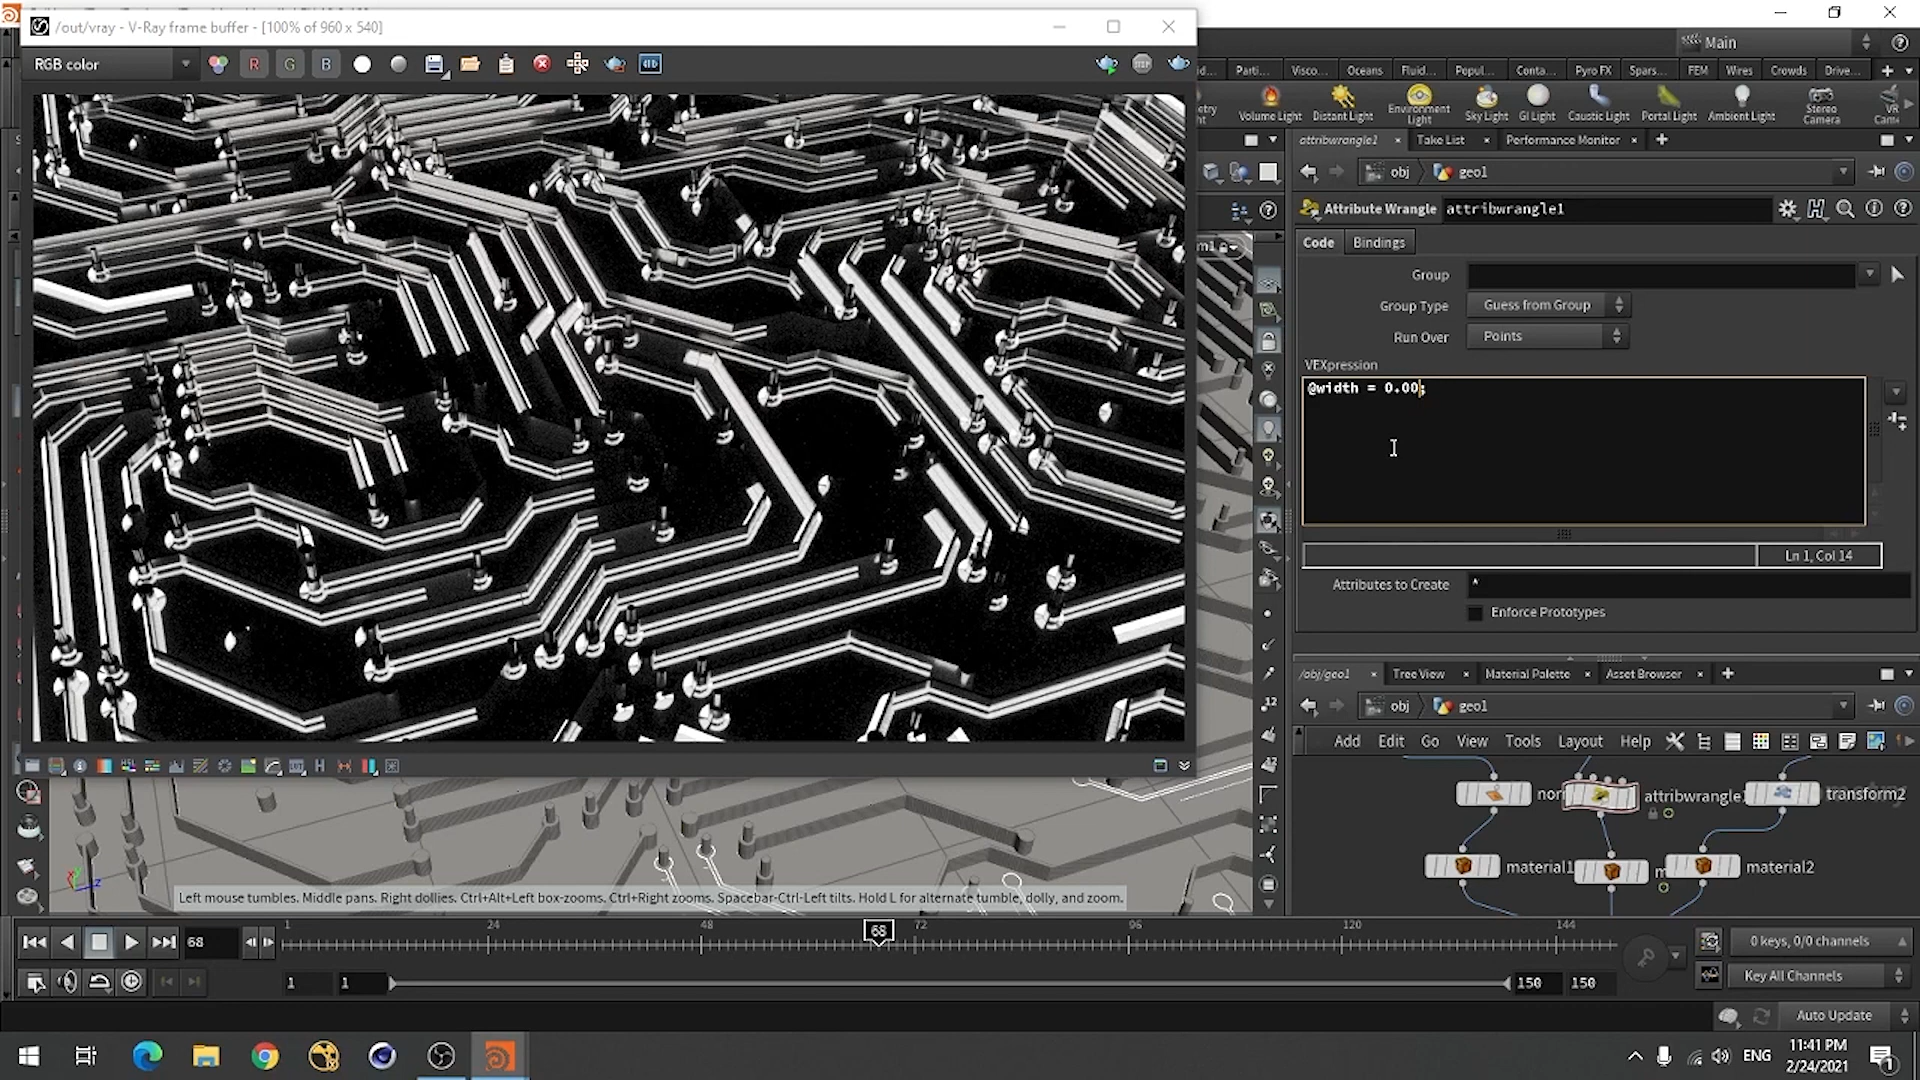 /out/vray - V-Ray frame buffer - [100% of 960 x 540]
RGB color
R
G
B
STOP
Main
Parti...
Visco...
Oceans
Fluid...
Popul...
Conta...
Pyro FX
Spars...
FEM
Wires
Crowds
Drive...
Volume Light
Distant Light
Environment
Light
Sky Light
GI Light
Caustic Light
Portal Light
Ambient Light
Stereo
Camera
VR
Came
attribwrangle1
Take List
Performance Monitor
obj
geo1
Attribute Wrangle
attribwrangle1
Code
Bindings
Group
Group Type
Guess from Group
Run Over
Points
VEXpression
@width = 0.00;
Ln 1, Col 14
Attributes to Create
*
Enforce Prototypes
/obj/geo1
Tree View
Material Palette
Asset Browser
obj
geo1
Add
Edit
Go
View
Tools
Layout
Help
nor
attribwrangle1
transform2
material1
m
material2
Left mouse tumbles. Middle pans. Right dollies. Ctrl+Alt+Left box-zooms. Ctrl+Right zooms. Spacebar-Ctrl-Left tilts. Hold L for alternate tumble, dolly, and zoom.
68
1
24
48
68
72
96
120
144
0 keys, 0/0 channels
1
1
150
150
Key All Channels
Auto Update
ENG
11:41 PM
2/24/2021